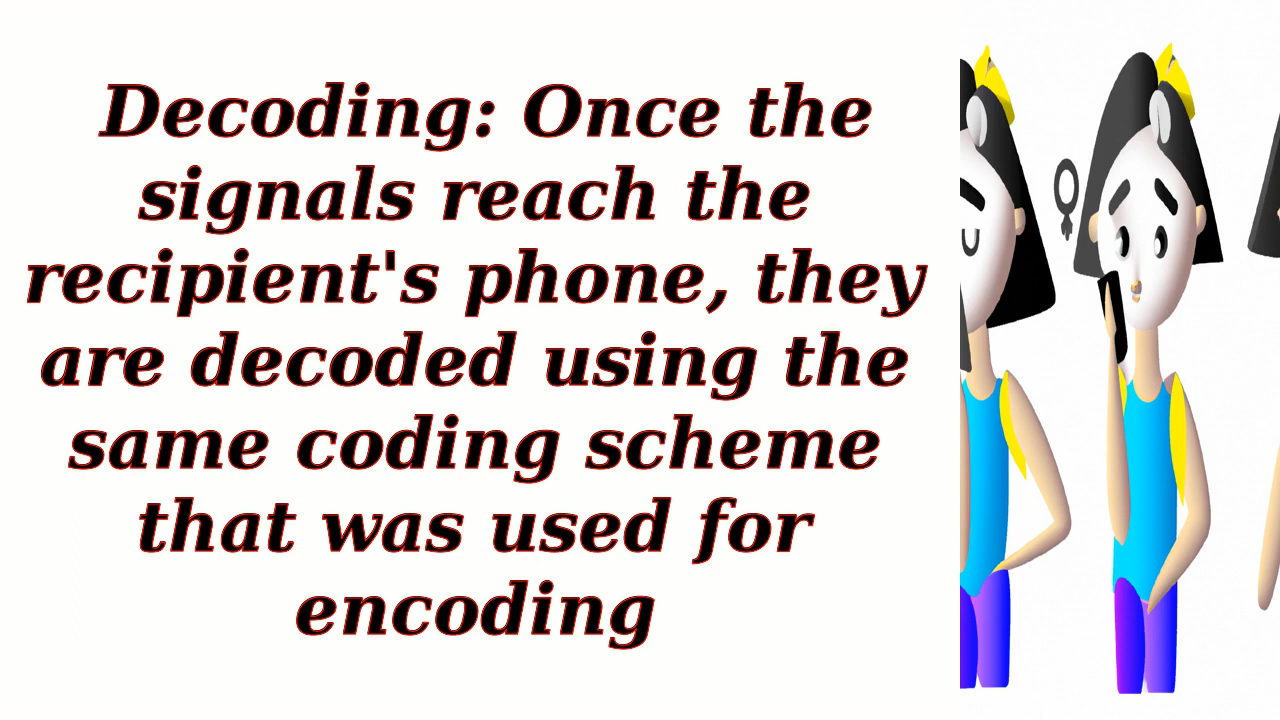 Decoding: Once the
signals reach the
recipient's phone, they
are decoded using the
same coding scheme
that was used for
encoding